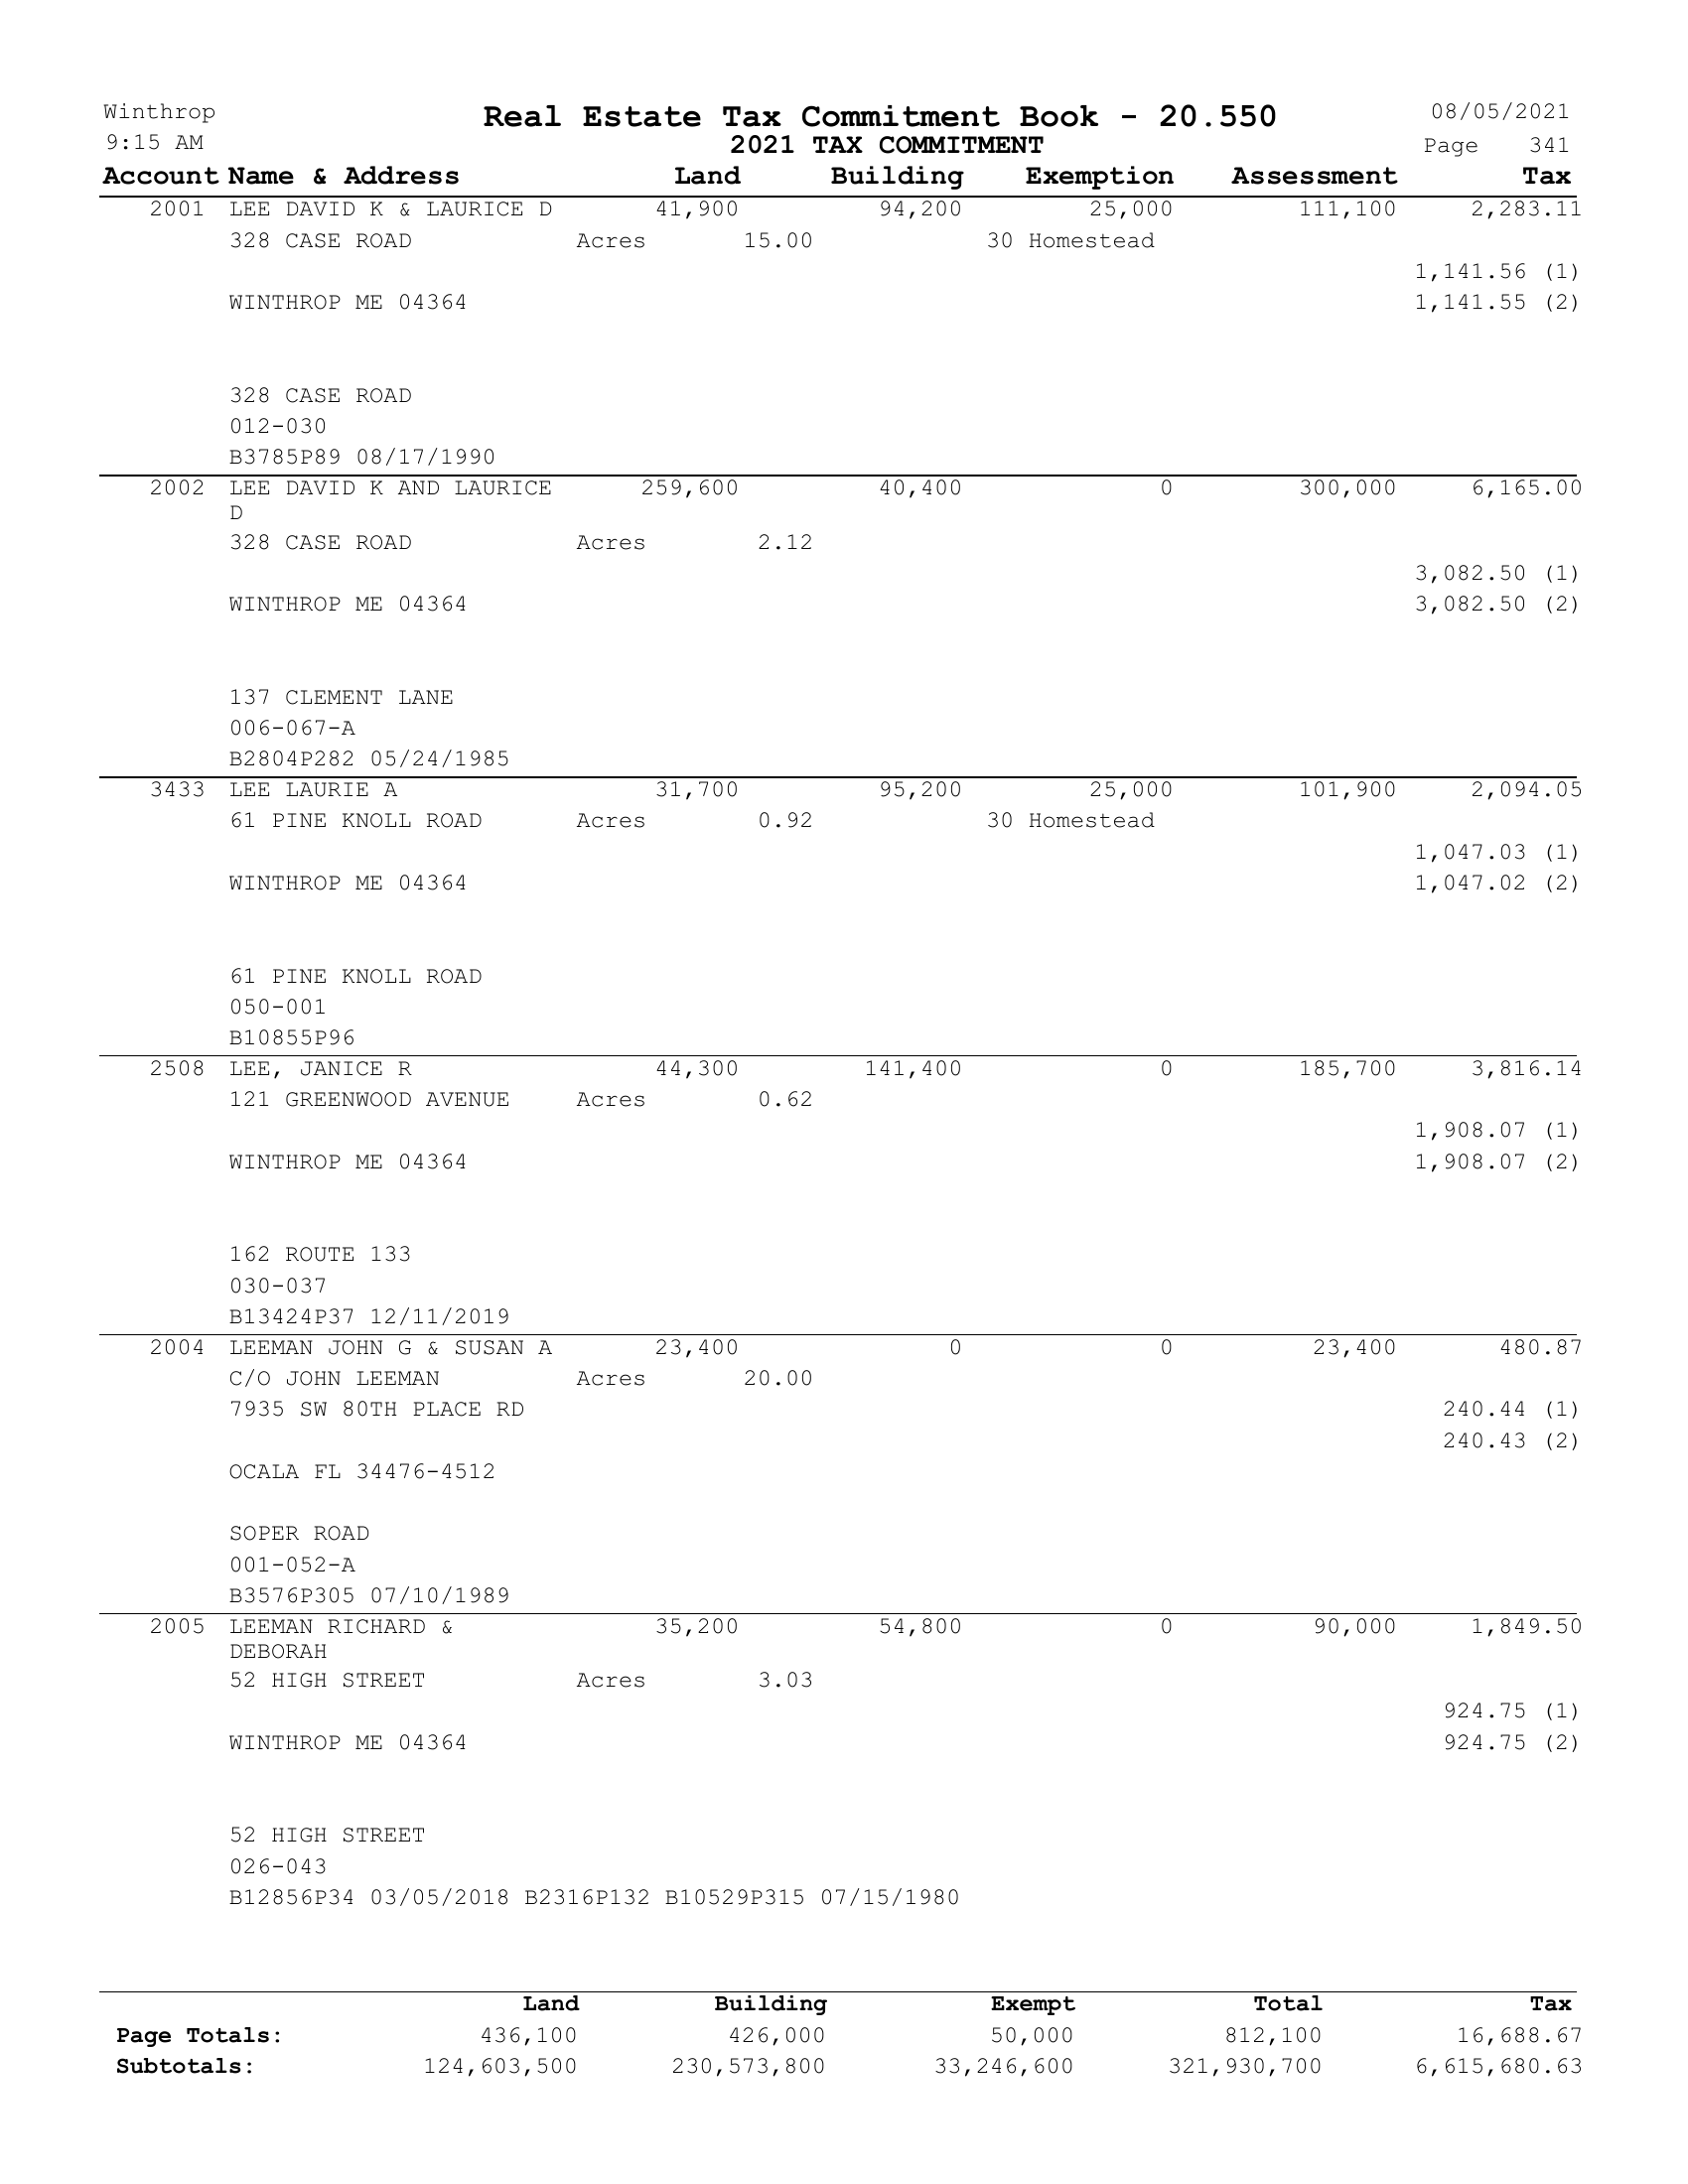 Winthrop Real Estate Tax Commitment Book - 20.550 08/05/2021
9:15 AM 2021 TAX COMMITMENT Page 341
Account Name & Address Land Building Exemption Assessment Tax
2001 LEE DAVID K & LAURICE D 41,900 94,200 25,000 111,100 2,283.11
328 CASE ROAD Acres 15.00 30 Homestead
1,141.56 (1)
WINTHROP ME 04364 1,141.55 (2)
328 CASE ROAD
012-030
B3785P89 08/17/1990
2002 LEE DAVID K AND LAURICE 259,600 40,400 0 300,000 6,165.00
D
328 CASE ROAD Acres 2.12
3,082.50 (1)
WINTHROP ME 04364 3,082.50 (2)
137 CLEMENT LANE
006-067-A
B2804P282 05/24/1985
3433 LEE LAURIE A 31,700 95,200 25,000 101,900 2,094.05
61 PINE KNOLL ROAD Acres 0.92 30 Homestead
1,047.03 (1)
WINTHROP ME 04364 1,047.02 (2)
61 PINE KNOLL ROAD
050-001
B10855P96
2508 LEE, JANICE R 44,300 141,400 0 185,700 3,816.14
121 GREENWOOD AVENUE Acres 0.62
1,908.07 (1)
WINTHROP ME 04364 1,908.07 (2)
162 ROUTE 133
030-037
B13424P37 12/11/2019
2004 LEEMAN JOHN G & SUSAN A 23,400 0 0 23,400 480.87
C/O JOHN LEEMAN Acres 20.00
7935 SW 80TH PLACE RD 240.44 (1)
240.43 (2)
OCALA FL 34476-4512
SOPER ROAD
001-052-A
B3576P305 07/10/1989
2005 LEEMAN RICHARD & 35,200 54,800 0 90,000 1,849.50
DEBORAH
52 HIGH STREET Acres 3.03
924.75 (1)
WINTHROP ME 04364 924.75 (2)
52 HIGH STREET
026-043
B12856P34 03/05/2018 B2316P132 B10529P315 07/15/1980
Land Building Exempt Total Tax
Page Totals: 436,100 426,000 50,000 812,100 16,688.67
Subtotals: 124,603,500 230,573,800 33,246,600 321,930,700 6,615,680.63